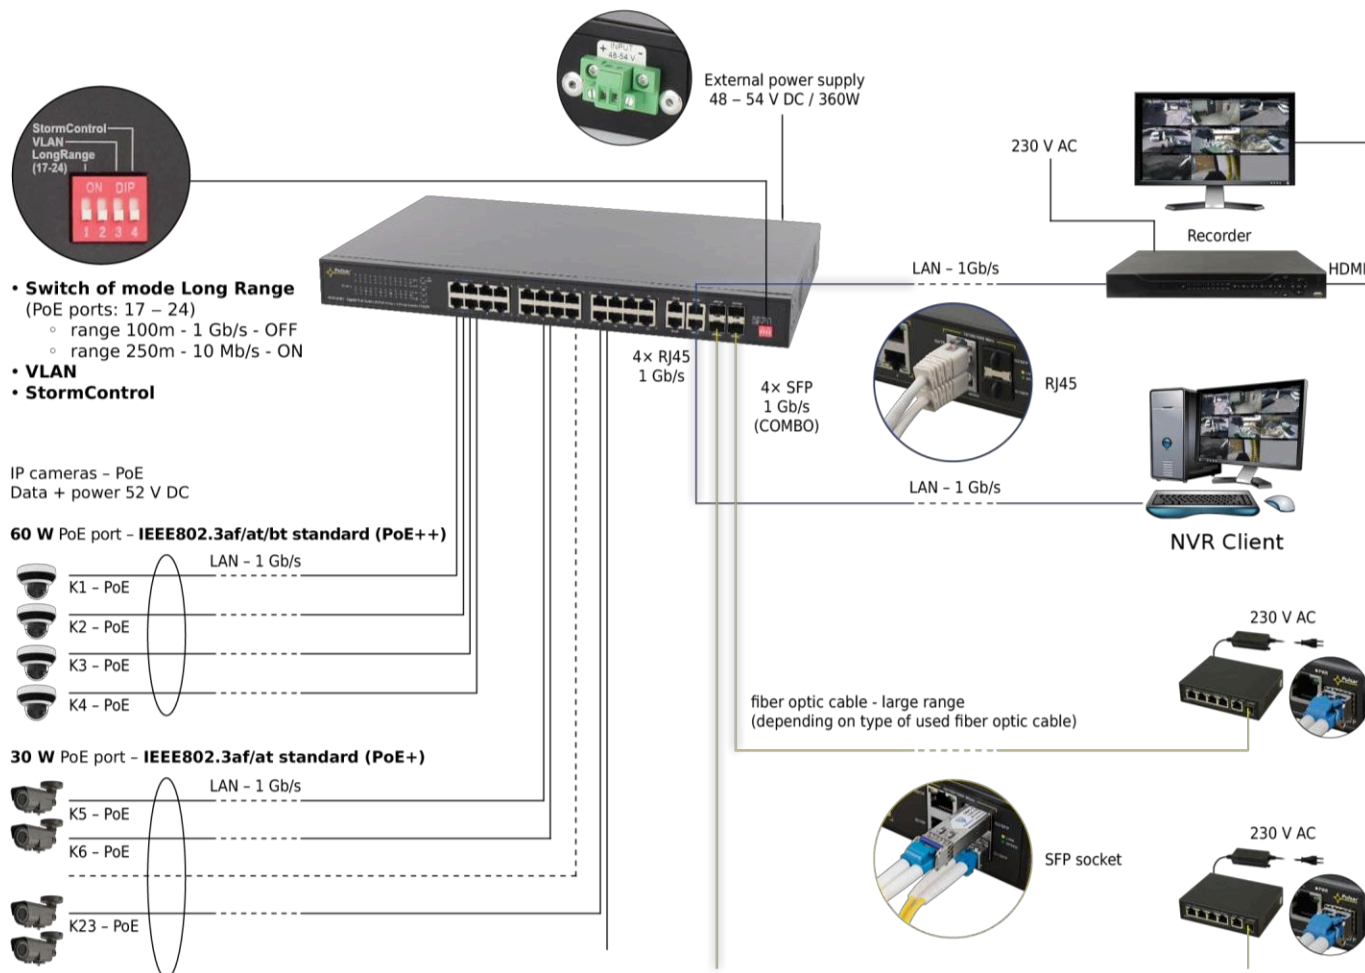 + INPUT -
48-54 V
External power supply
48 – 54 V DC / 360W
StormControl
VLAN
LongRange
(17-24)
ON DIP
1 2 3 4
230 V AC
Recorder
LAN – 1Gb/s
HDMI
• Switch of mode Long Range
(PoE ports: 17 – 24)
◦ range 100m - 1 Gb/s - OFF
◦ range 250m - 10 Mb/s - ON
• VLAN
• StormControl
Pulsar
4× RJ45
1 Gb/s
4× SFP
1 Gb/s
(COMBO)
RJ45
IP cameras – PoE
Data + power 52 V DC
LAN – 1 Gb/s
NVR Client
60 W PoE port – IEEE802.3af/at/bt standard (PoE++)
LAN – 1 Gb/s
K1 – PoE
K2 – PoE
K3 – PoE
K4 – PoE
230 V AC
fiber optic cable - large range
(depending on type of used fiber optic cable)
Pulsar
30 W PoE port – IEEE802.3af/at standard (PoE+)
LAN – 1 Gb/s
K5 – PoE
K6 – PoE
K23 – PoE
SFP socket
230 V AC
Pulsar